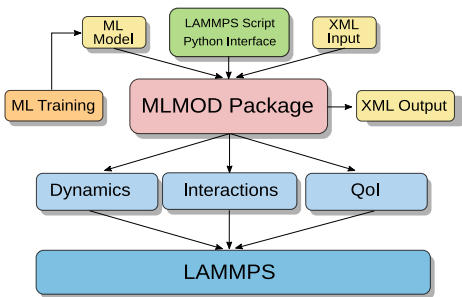 ML
Model
LAMMPS Script
Python Interface
XML
Input
ML Training
MLMOD Package
XML Output
Dynamics
Interactions
QoI
LAMMPS